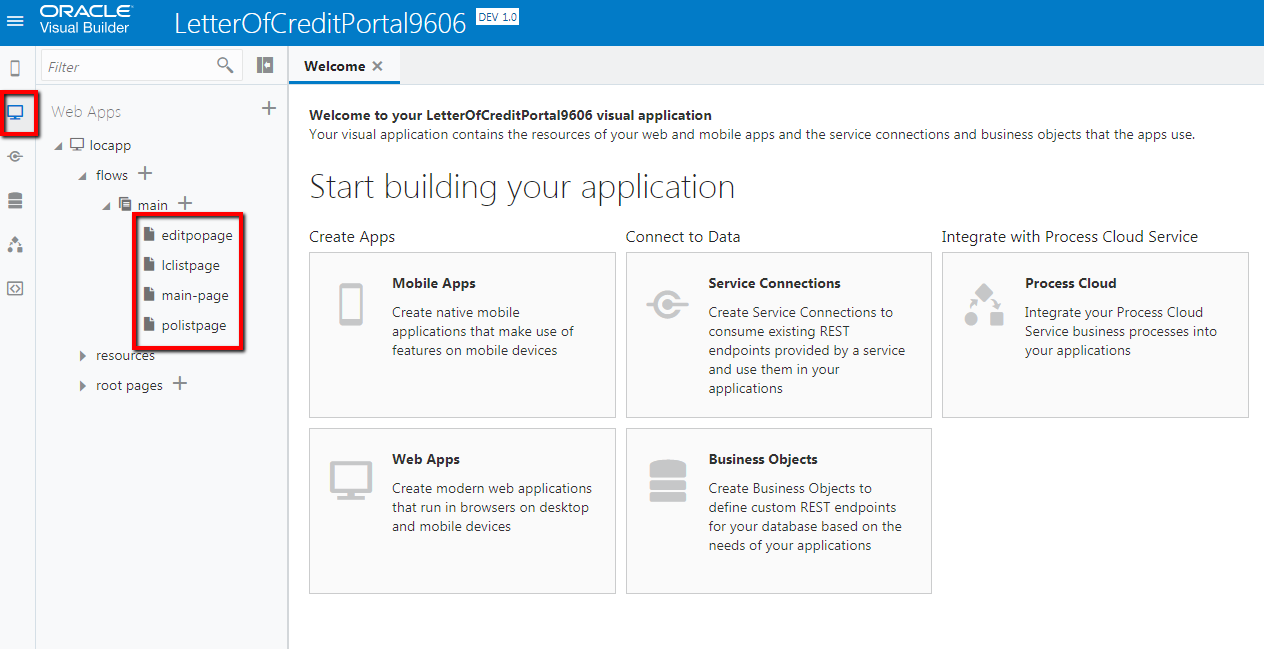 ORACLE
Visual Builder
LetterOfCreditPortal9606
DEV 1.0
Filter
Web Apps
locapp
flows
main
editpopage
lclistpage
main-page
polistpage
resources
root pages
Welcome
Welcome to your LetterOfCreditPortal9606 visual application
Your visual application contains the resources of your web and mobile apps and the service connections and business objects that the apps use.
Start building your application
Create Apps
Mobile Apps
Create native mobile
applications that make use of
features on mobile devices
Web Apps
Create modern web applications
that run in browsers on desktop
and mobile devices
Connect to Data
Service Connections
Create Service Connections to
consume existing REST
endpoints provided by a service
and use them in your
applications
Business Objects
Create Business Objects to
define custom REST endpoints
for your database based on the
needs of your applications
Integrate with Process Cloud Service
Process Cloud
Integrate your Process Cloud
Service business processes into
your applications